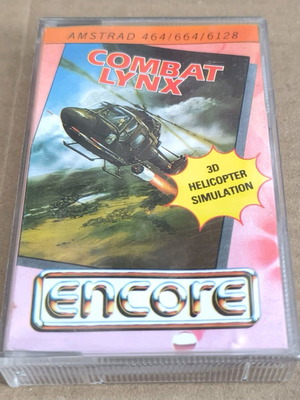 AMSTRAD 464/664/6128
COMBAT
LYNX
3D
HELICOPTER
SIMULATION
encore